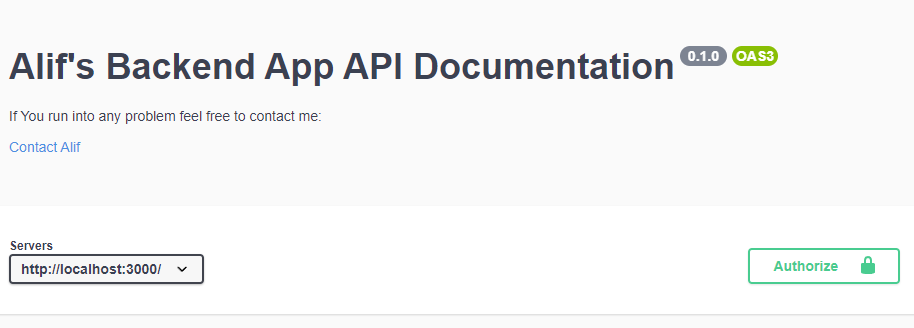 Alif's Backend App API Documentation 0.1.0 OAS3
If You run into any problem feel free to contact me:
Contact Alif
Servers
http://localhost:3000/
Authorize